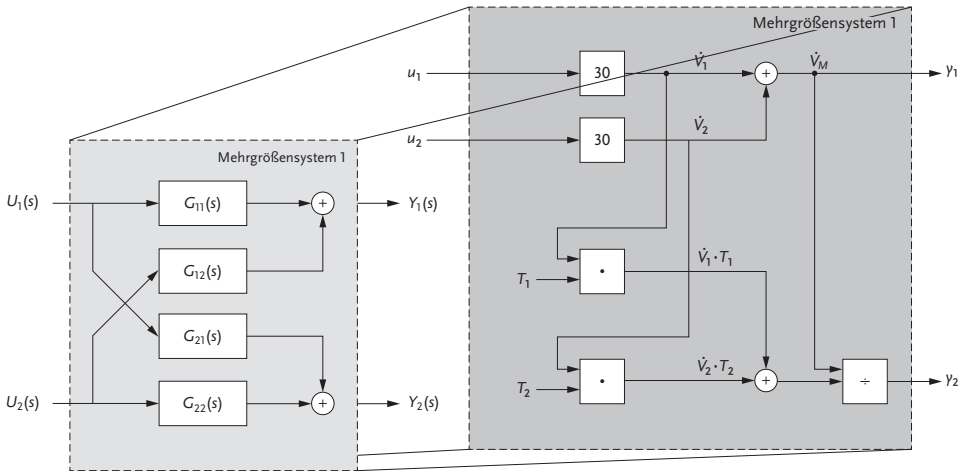 Mehrgrößensystem 1
u₁
30
V̇₁
+
V̇_M
y₁
u₂
30
V̇₂
T₁
·
V̇₁·T₁
T₂
·
V̇₂·T₂
+
÷
y₂
Mehrgrößensystem 1
U₁(s)
G₁₁(s)
+
Y₁(s)
G₁₂(s)
G₂₁(s)
U₂(s)
G₂₂(s)
+
Y₂(s)